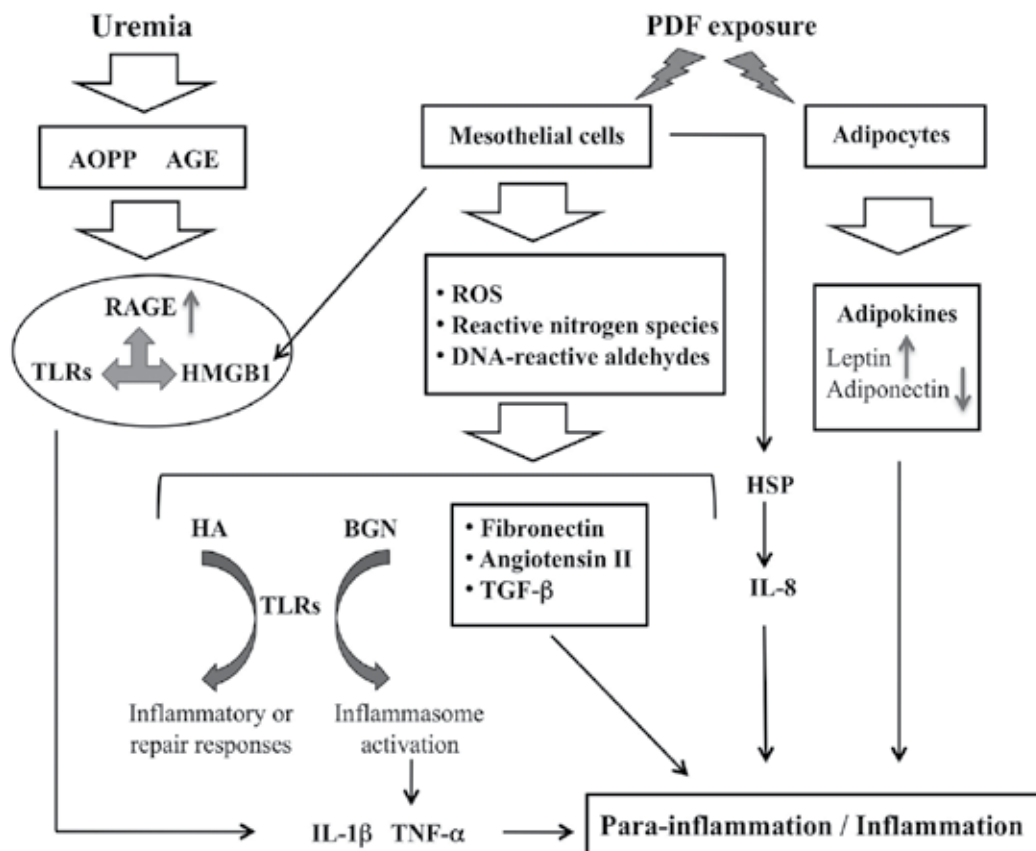 Uremia
PDF exposure
AOPP AGE
Mesothelial cells
Adipocytes
RAGE
TLRs
HMGB1
• ROS
• Reactive nitrogen species
• DNA-reactive aldehydes
Adipokines
Leptin
Adiponectin
HA
BGN
TLRs
Inflammatory or
repair responses
Inflammasome
activation
• Fibronectin
• Angiotensin II
• TGF-β
HSP
IL-8
IL-1β TNF-α
Para-inflammation / Inflammation